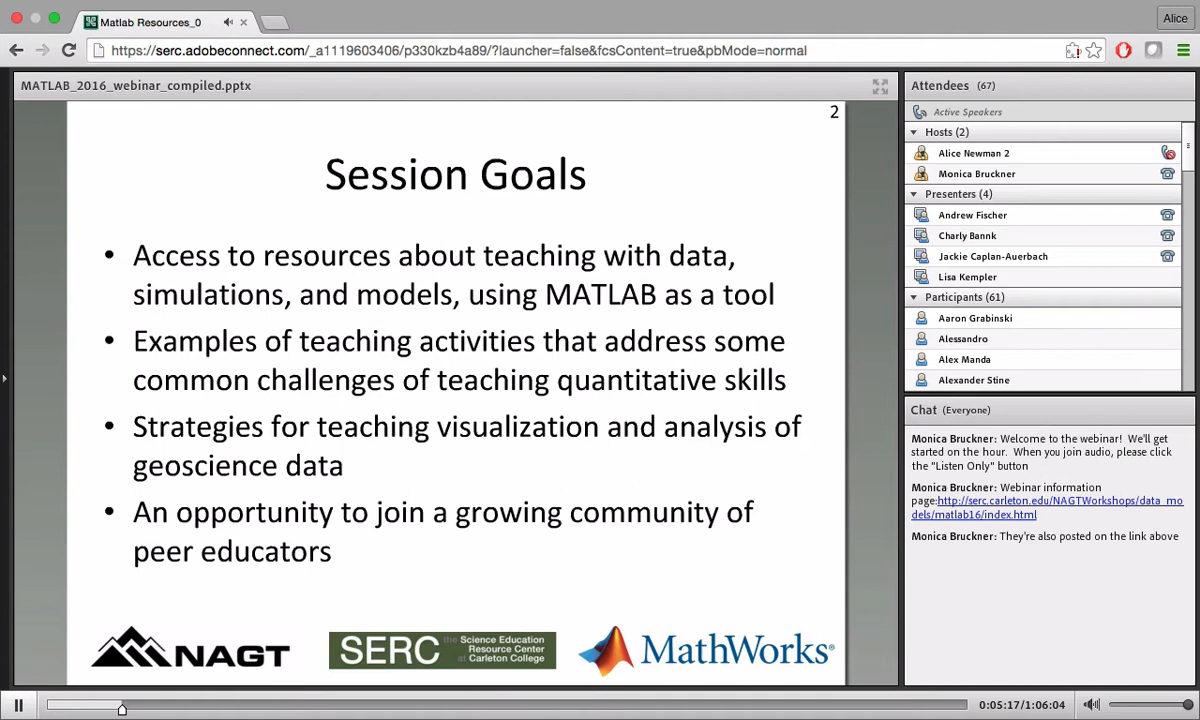 Matlab Resources_0
Alice
https://serc.adobeconnect.com/_a1119603406/p330kzb4a89/?launcher=false&fcsContent=true&pbMode=normal
MATLAB_2016_webinar_compiled.pptx
2
Session Goals
• Access to resources about teaching with data,
simulations, and models, using MATLAB as a tool
• Examples of teaching activities that address some
common challenges of teaching quantitative skills
• Strategies for teaching visualization and analysis of
geoscience data
• An opportunity to join a growing community of
peer educators
NAGT
SERC the Science Education
Resource Center
at Carleton College
MathWorks®
Attendees (67)
Active Speakers
Hosts (2)
Alice Newman 2
Monica Bruckner
Presenters (4)
Andrew Fischer
Charly Bannk
Jackie Caplan-Auerbach
Lisa Kempler
Participants (61)
Aaron Grabinski
Alessandro
Alex Manda
Alexander Stine
Chat (Everyone)
Monica Bruckner: Welcome to the webinar! We'll get
started on the hour. When you join audio, please click
the "Listen Only" button
Monica Bruckner: Webinar information
page:http://serc.carleton.edu/NAGTWorkshops/data_mo
dels/matlab16/index.html
Monica Bruckner: They're also posted on the link above
0:05:17/1:06:04